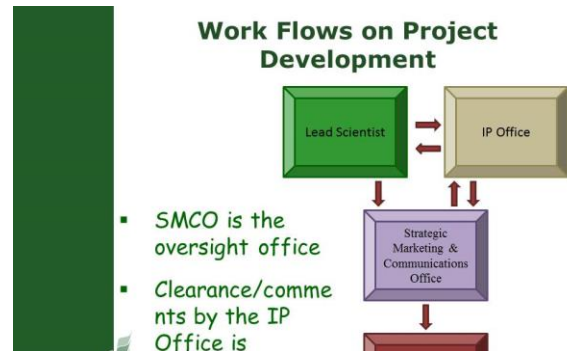 Work Flows on Project
Development
Lead Scientist
IP Office
SMCO is the
oversight office
Strategic
Marketing &
Communications
Office
Clearance/comme
nts by the IP
Office is